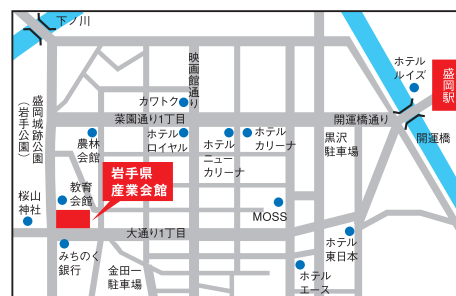 下ノ川
映画館通り
ホテル
ルイズ
盛岡駅
盛岡城跡公園
(岩手公園)
カワトク
菜園通り1丁目
開運橋通り
農林
会館
ホテル
ロイヤル
ホテル
ニュー
カリーナ
ホテル
カリーナ
黒沢
駐車場
開運橋
岩手県
産業会館
教育
会館
桜山
神社
MOSS
大通り1丁目
みちのく
銀行
金田一
駐車場
ホテル
東日本
ホテル
エース